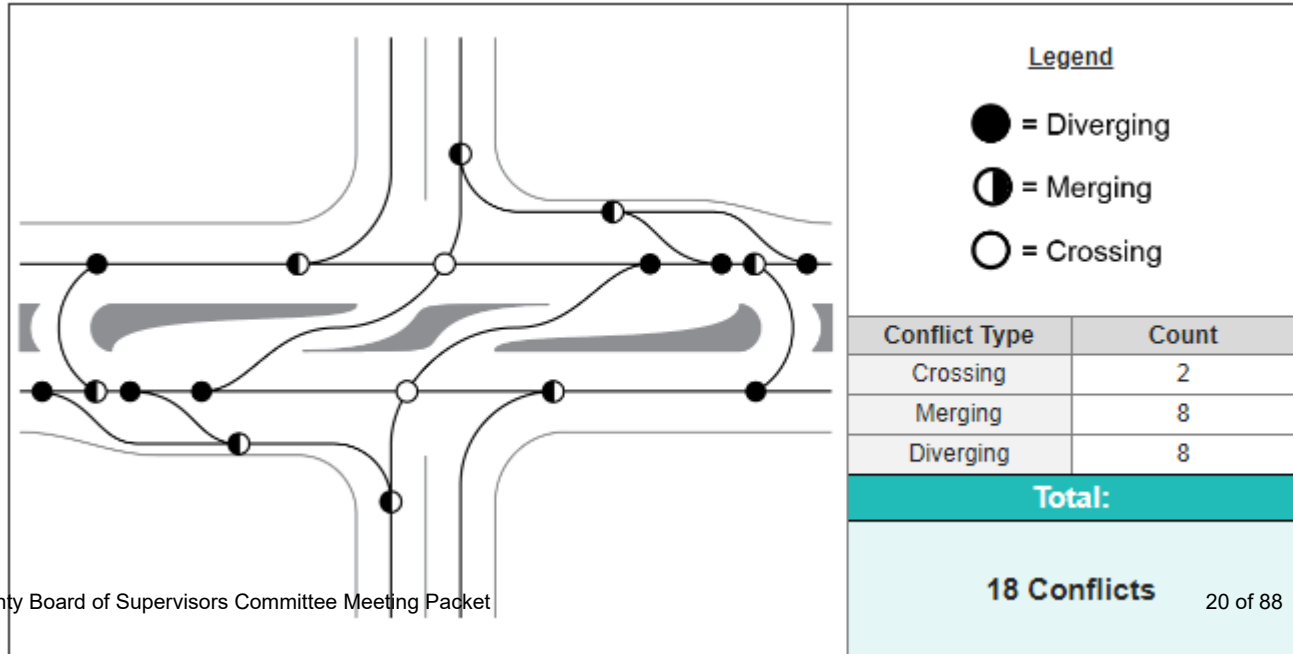 Legend
= Diverging
= Merging
= Crossing
Conflict Type Count
Crossing 2
Merging 8
Diverging 8
Total:
18 Conflicts
Board of Supervisors Committee Meeting Packet 20 of 88